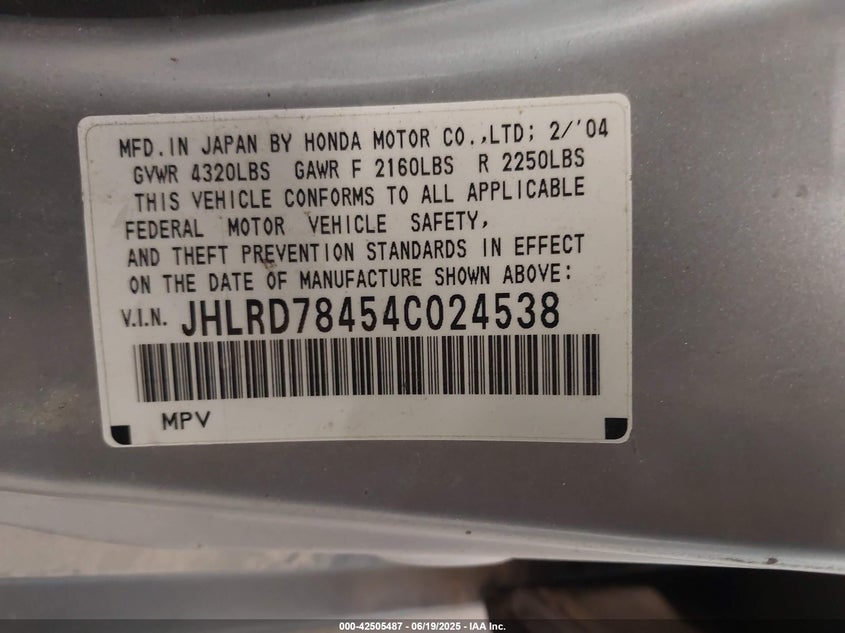 MFD.IN JAPAN BY HONDA MOTOR CO.,LTD; 2/'04
GVWR 4320LBS GAWR F 2160LBS R 2250LBS
THIS VEHICLE CONFORMS TO ALL APPLICABLE
FEDERAL MOTOR VEHICLE SAFETY,
AND THEFT PREVENTION STANDARDS IN EFFECT
ON THE DATE OF MANUFACTURE SHOWN ABOVE:
V.I.N. JHLRD78454C024538
MPV
000-42505487 - 06/19/2025 - IAA Inc.